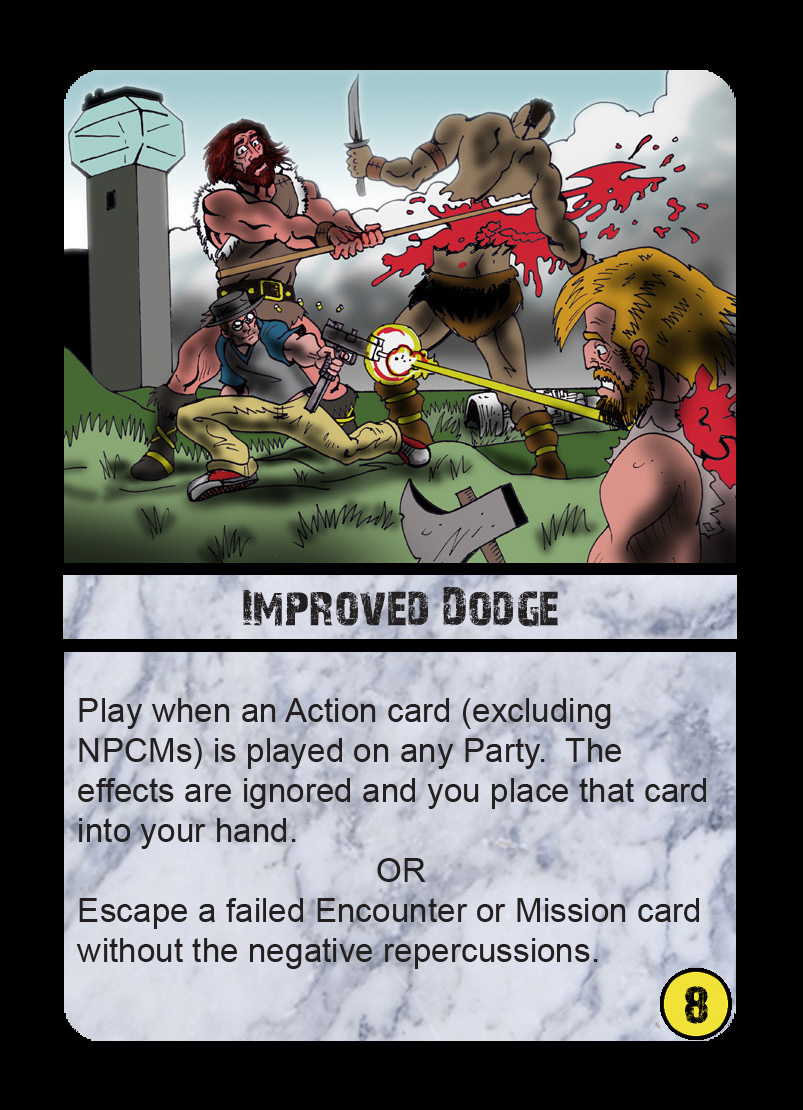 Improved Dodge
Play when an Action card (excluding
NPCMs) is played on any Party.  The
effects are ignored and you place that card
into your hand.
OR
Escape a failed Encounter or Mission card
without the negative repercussions.
8